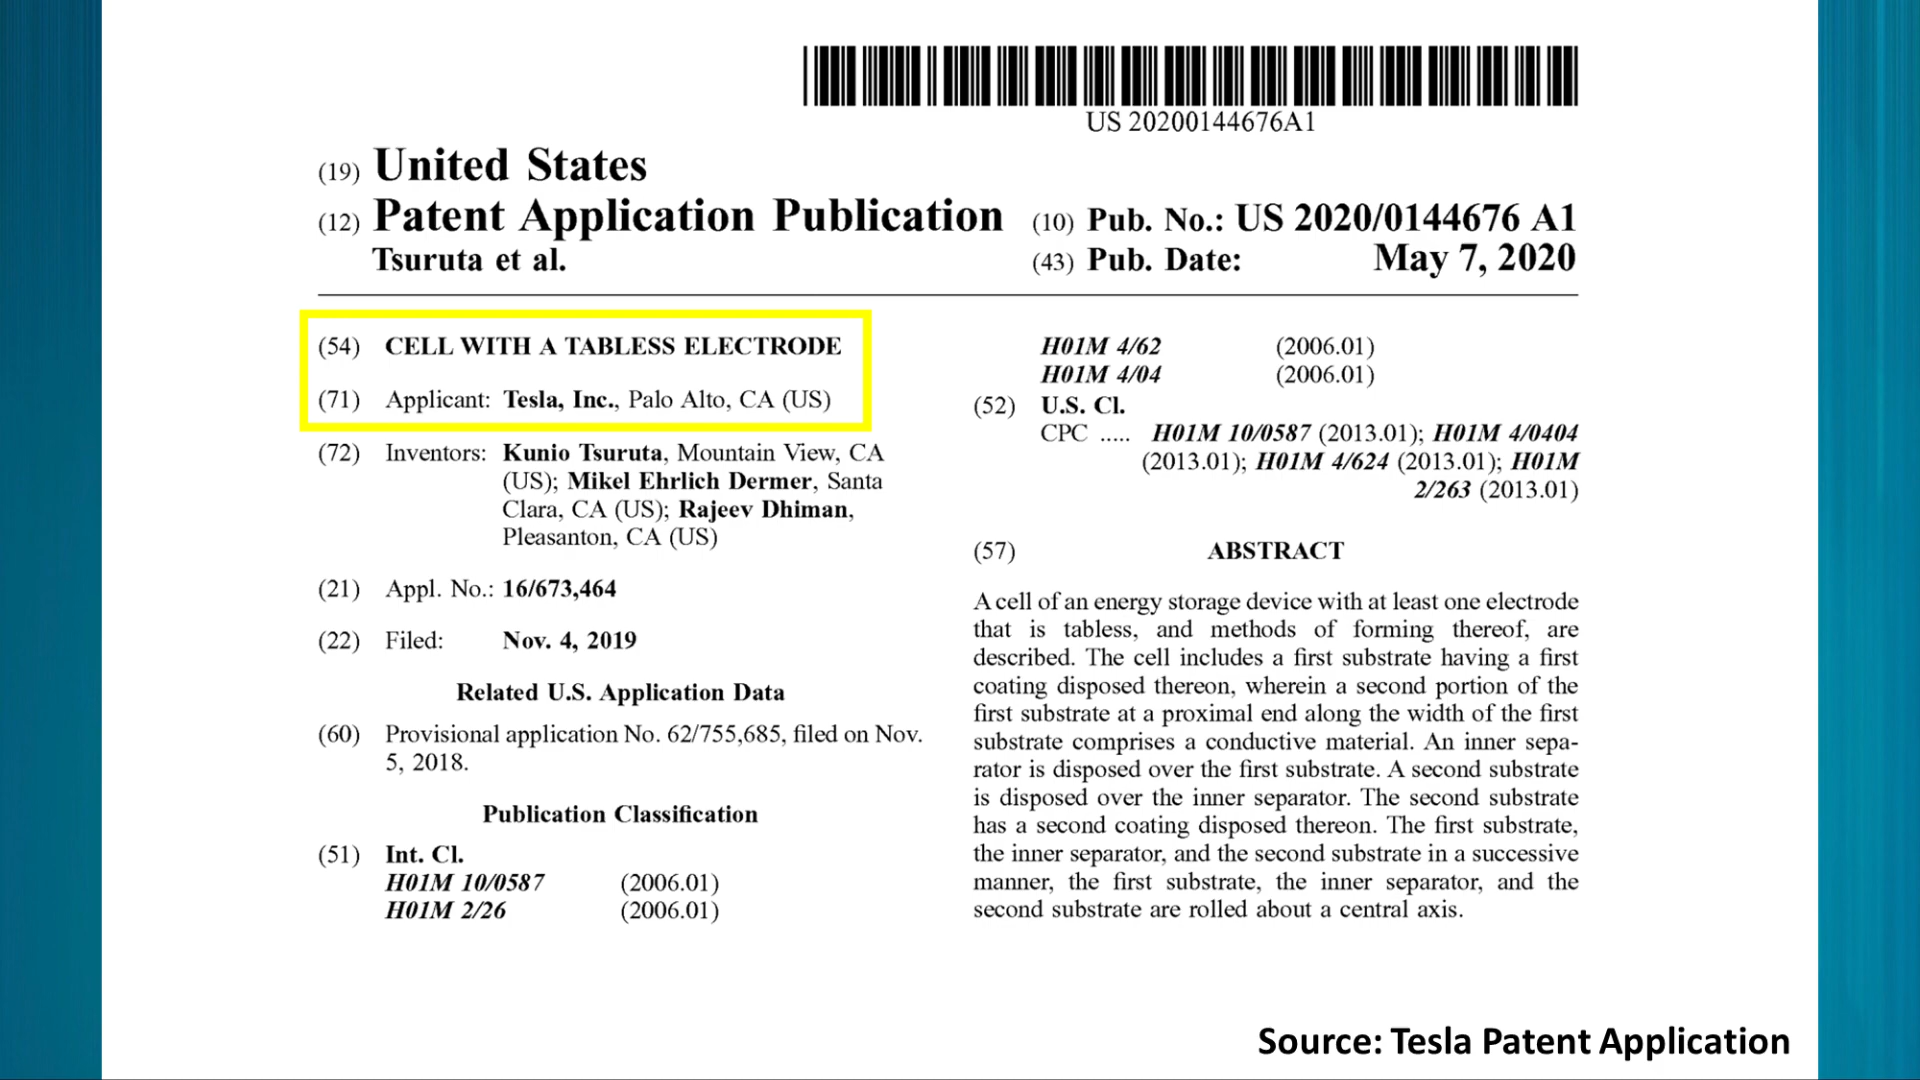 US 20200144676A1
(19) United States
(12) Patent Application Publication
Tsuruta et al.
(10) Pub. No.: US 2020/0144676 A1
(43) Pub. Date: May 7, 2020
(54) CELL WITH A TABLESS ELECTRODE
(71) Applicant: Tesla, Inc., Palo Alto, CA (US)
(72) Inventors: Kunio Tsuruta, Mountain View, CA
(US); Mikel Ehrlich Dermer, Santa
Clara, CA (US); Rajeev Dhiman,
Pleasanton, CA (US)
(21) Appl. No.: 16/673,464
(22) Filed: Nov. 4, 2019
Related U.S. Application Data
(60) Provisional application No. 62/755,685, filed on Nov.
5, 2018.
Publication Classification
(51) Int. Cl.
H01M 10/0587 (2006.01)
H01M 2/26 (2006.01)
H01M 4/62 (2006.01)
H01M 4/04 (2006.01)
(52) U.S. Cl.
CPC ..... H01M 10/0587 (2013.01); H01M 4/0404
(2013.01); H01M 4/624 (2013.01); H01M
2/263 (2013.01)
(57) ABSTRACT
A cell of an energy storage device with at least one electrode
that is tabless, and methods of forming thereof, are
described. The cell includes a first substrate having a first
coating disposed thereon, wherein a second portion of the
first substrate at a proximal end along the width of the first
substrate comprises a conductive material. An inner sepa-
rator is disposed over the first substrate. A second substrate
is disposed over the inner separator. The second substrate
has a second coating disposed thereon. The first substrate,
the inner separator, and the second substrate in a successive
manner, the first substrate, the inner separator, and the
second substrate are rolled about a central axis.
Source: Tesla Patent Application